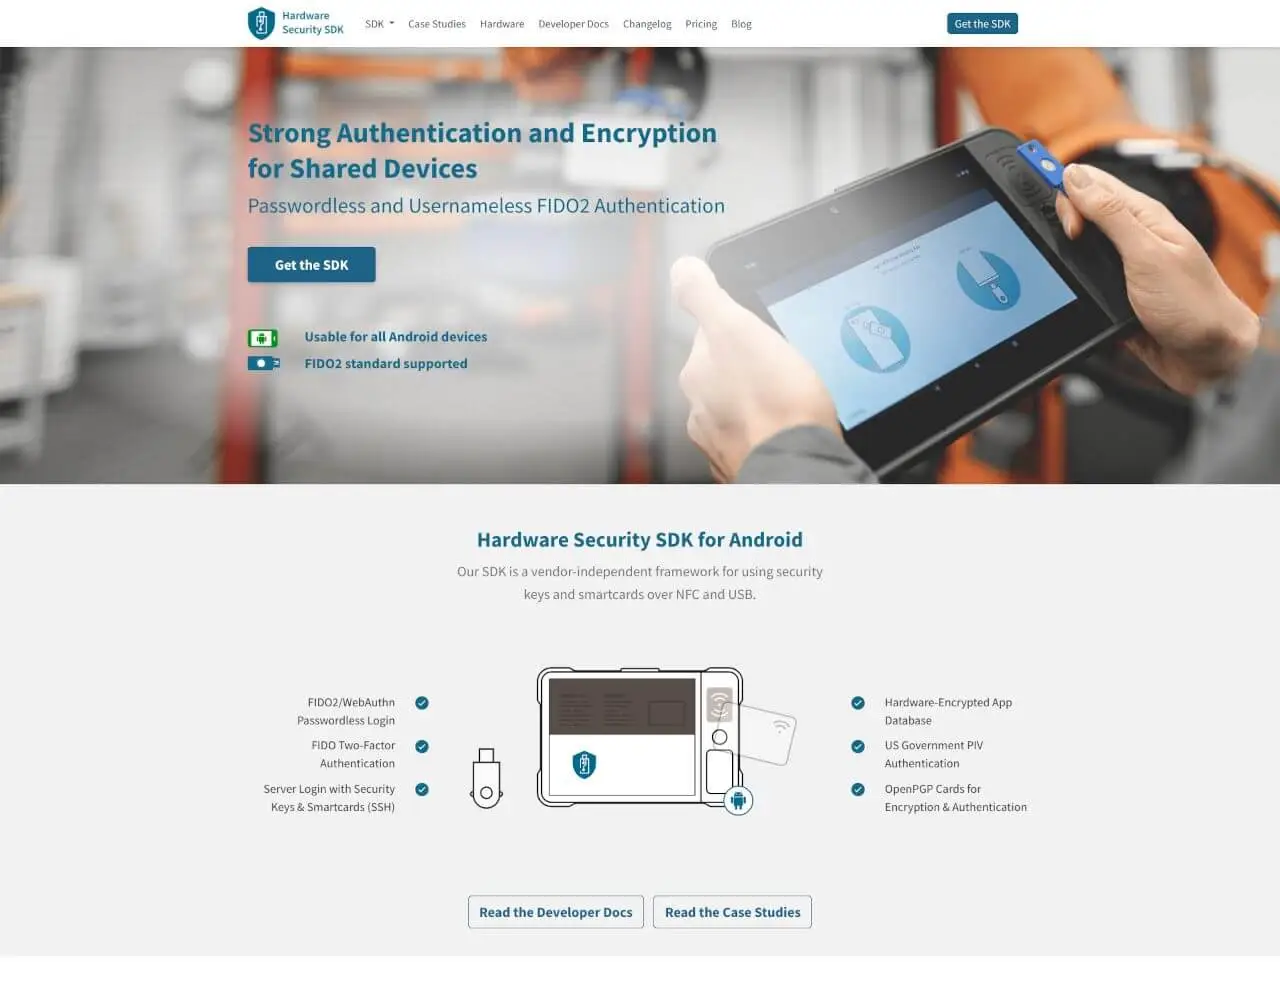 Hardware
Security SDK
SDK
Case Studies
Hardware
Developer Docs
Changelog
Pricing
Blog
Get the SDK
Strong Authentication and Encryption
for Shared Devices
Passwordless and Usernameless FIDO2 Authentication
Get the SDK
Usable for all Android devices
FIDO2 standard supported
Hardware Security SDK for Android
Our SDK is a vendor-independent framework for using security
keys and smartcards over NFC and USB.
FIDO2/WebAuthn
Passwordless Login
FIDO Two-Factor
Authentication
Server Login with Security
Keys & Smartcards (SSH)
Hardware-Encrypted App
Database
US Government PIV
Authentication
OpenPGP Cards for
Encryption & Authentication
Read the Developer Docs
Read the Case Studies